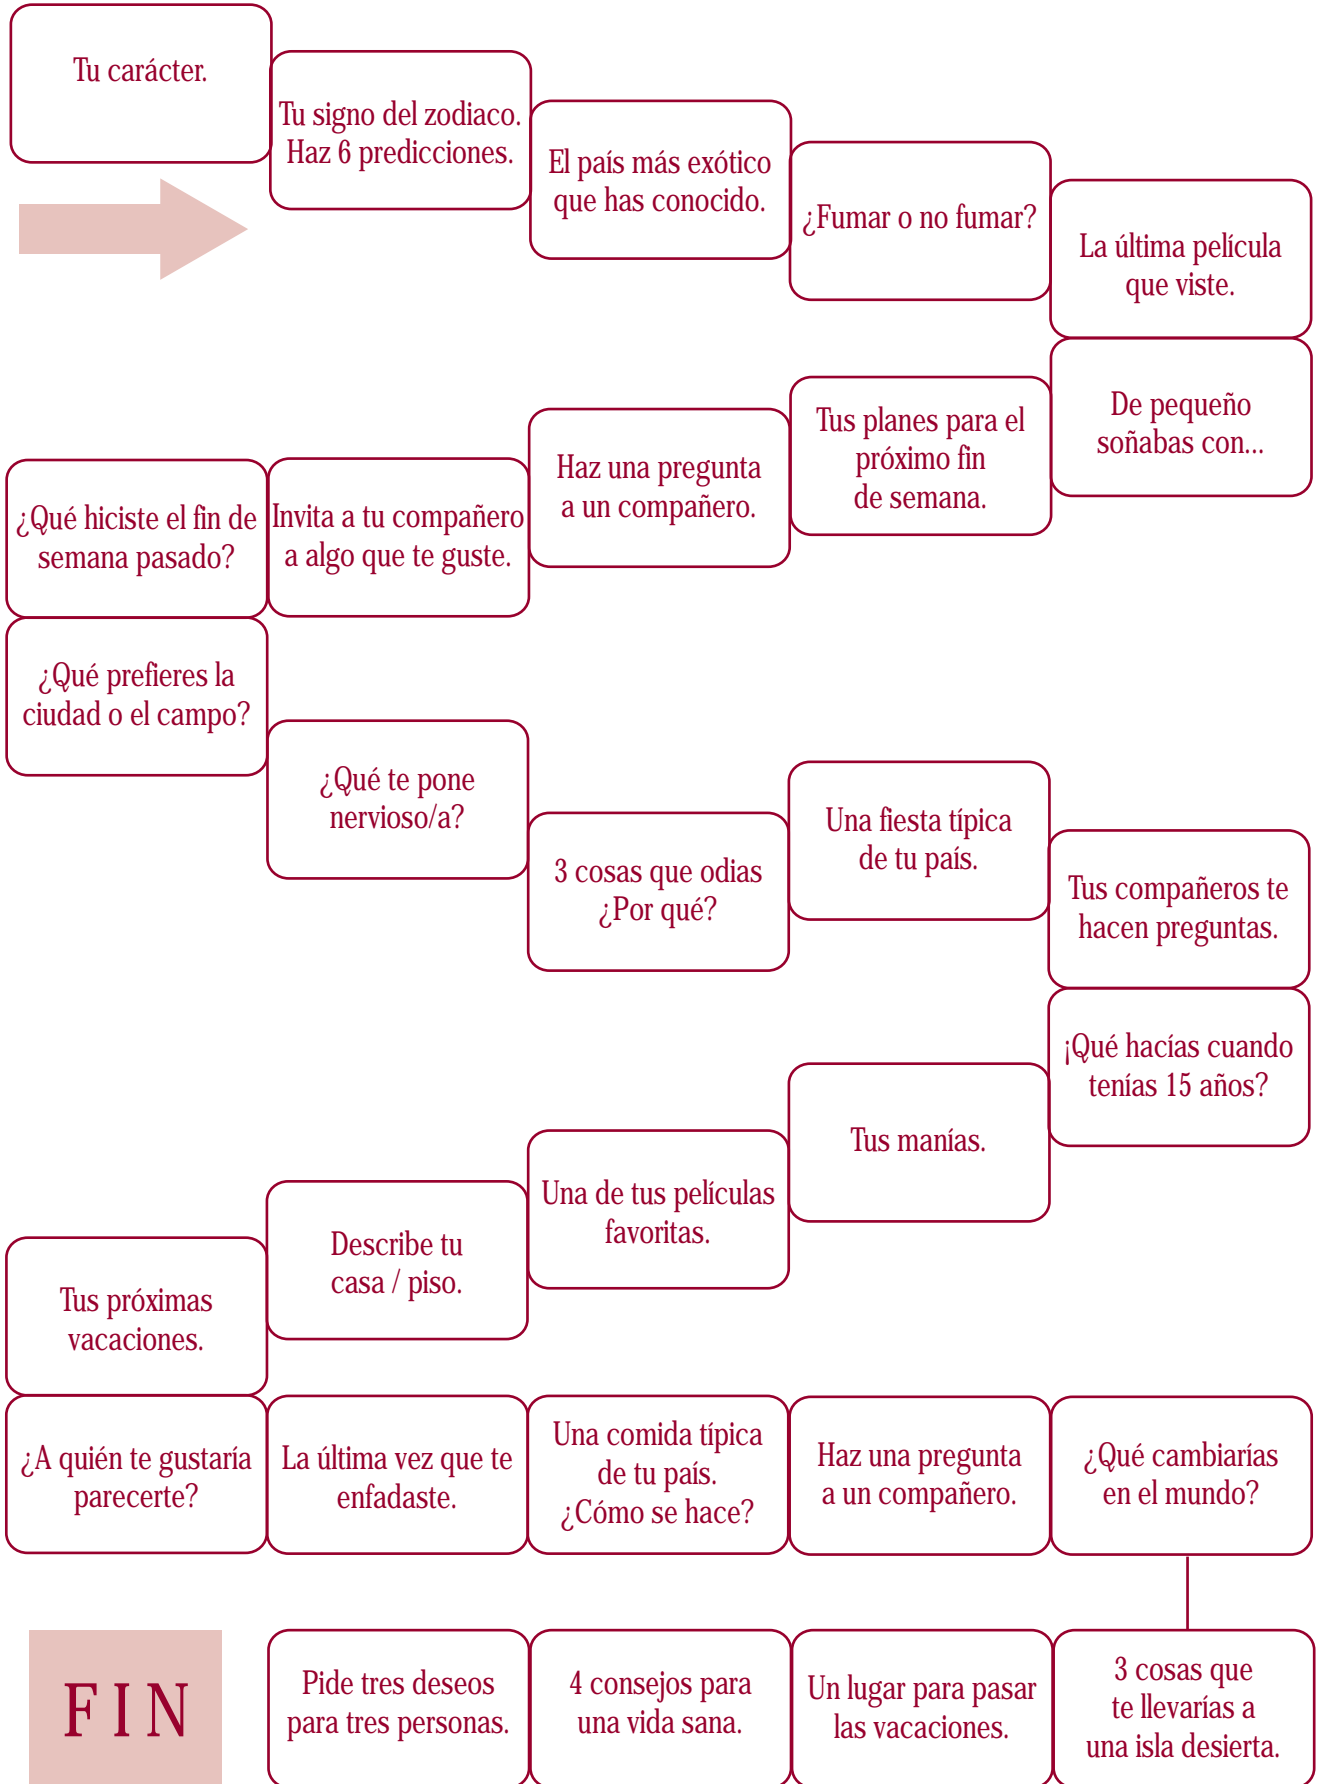 Tu carácter.
Tu signo del zodiaco.
Haz 6 predicciones.
El país más exótico
que has conocido.
¿Fumar o no fumar?
La última película
que viste.
De pequeño
soñabas con...
Tus planes para el
próximo fin
de semana.
Haz una pregunta
a un compañero.
Invita a tu compañero
a algo que te guste.
¿Qué hiciste el fin de
semana pasado?
¿Qué prefieres la
ciudad o el campo?
¿Qué te pone
nervioso/a?
3 cosas que odias
¿Por qué?
Una fiesta típica
de tu país.
Tus compañeros te
hacen preguntas.
¡Qué hacías cuando
tenías 15 años?
Tus manías.
Una de tus películas
favoritas.
Describe tu
casa / piso.
Tus próximas
vacaciones.
¿A quién te gustaría
parecerte?
La última vez que te
enfadaste.
Una comida típica
de tu país.
¿Cómo se hace?
Haz una pregunta
a un compañero.
¿Qué cambiarías
en el mundo?
3 cosas que
te llevarías a
una isla desierta.
Un lugar para pasar
las vacaciones.
4 consejos para
una vida sana.
Pide tres deseos
para tres personas.
FIN